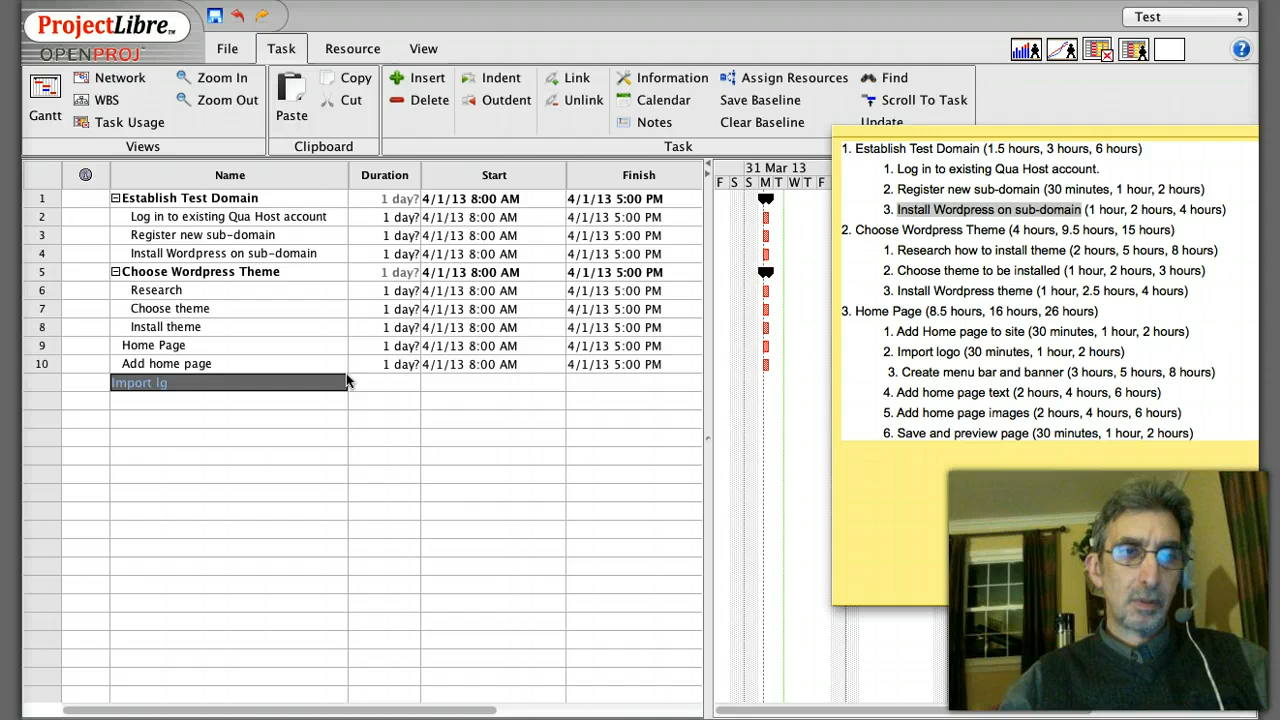 ProjectLibre™
OPENPROJ
Test
File Task Resource View
Network
WBS
Task Usage
Gantt
Zoom In
Zoom Out
Views
Paste
Copy
Cut
Clipboard
Insert
Delete
Indent
Outdent
Link
Unlink
Information
Calendar
Notes
Assign Resources
Save Baseline
Clear Baseline
Find
Scroll To Task
Update
Task
Name Duration Start Finish
31 Mar 13
F S S M T W T F
1 Establish Test Domain 1 day? 4/1/13 8:00 AM 4/1/13 5:00 PM
2 Log in to existing Qua Host account 1 day? 4/1/13 8:00 AM 4/1/13 5:00 PM
3 Register new sub-domain 1 day? 4/1/13 8:00 AM 4/1/13 5:00 PM
4 Install Wordpress on sub-domain 1 day? 4/1/13 8:00 AM 4/1/13 5:00 PM
5 Choose Wordpress Theme 1 day? 4/1/13 8:00 AM 4/1/13 5:00 PM
6 Research 1 day? 4/1/13 8:00 AM 4/1/13 5:00 PM
7 Choose theme 1 day? 4/1/13 8:00 AM 4/1/13 5:00 PM
8 Install theme 1 day? 4/1/13 8:00 AM 4/1/13 5:00 PM
9 Home Page 1 day? 4/1/13 8:00 AM 4/1/13 5:00 PM
10 Add home page 1 day? 4/1/13 8:00 AM 4/1/13 5:00 PM
Import lg
1. Establish Test Domain (1.5 hours, 3 hours, 6 hours)
1. Log in to existing Qua Host account.
2. Register new sub-domain (30 minutes, 1 hour, 2 hours)
3. Install Wordpress on sub-domain (1 hour, 2 hours, 4 hours)
2. Choose Wordpress Theme (4 hours, 9.5 hours, 15 hours)
1. Research how to install theme (2 hours, 5 hours, 8 hours)
2. Choose theme to be installed (1 hour, 2 hours, 3 hours)
3. Install Wordpress theme (1 hour, 2.5 hours, 4 hours)
3. Home Page (8.5 hours, 16 hours, 26 hours)
1. Add Home page to site (30 minutes, 1 hour, 2 hours)
2. Import logo (30 minutes, 1 hour, 2 hours)
3. Create menu bar and banner (3 hours, 5 hours, 8 hours)
4. Add home page text (2 hours, 4 hours, 6 hours)
5. Add home page images (2 hours, 4 hours, 6 hours)
6. Save and preview page (30 minutes, 1 hour, 2 hours)